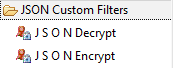 JSON Custom Filters
J S O N Decrypt
J S O N Encrypt